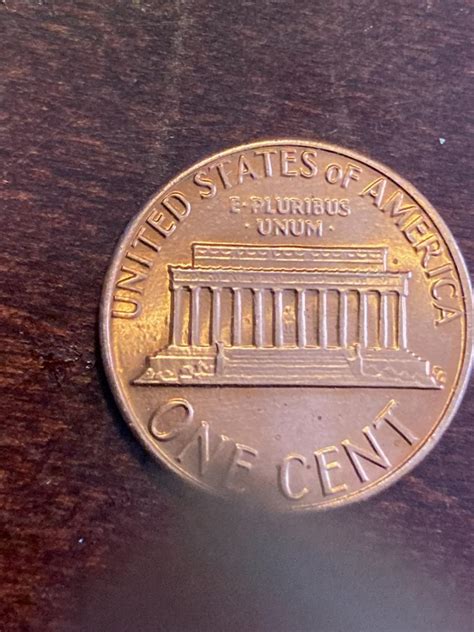 UNITED STATES OF AMERICA
E · PLURIBUS
· UNUM ·
ONE CENT